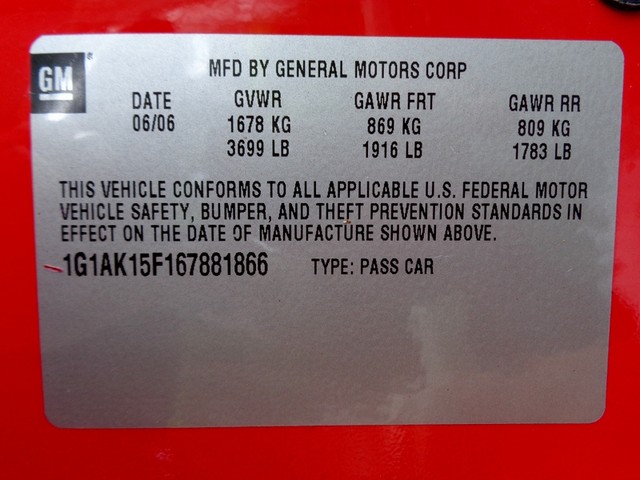 GM
MFD BY GENERAL MOTORS CORP
DATE GVWR GAWR FRT GAWR RR
06/06 1678 KG 869 KG 809 KG
3699 LB 1916 LB 1783 LB
THIS VEHICLE CONFORMS TO ALL APPLICABLE U.S. FEDERAL MOTOR
VEHICLE SAFETY, BUMPER, AND THEFT PREVENTION STANDARDS IN
EFFECT ON THE DATE OF MANUFACTURE SHOWN ABOVE.
1G1AK15F167881866 TYPE: PASS CAR